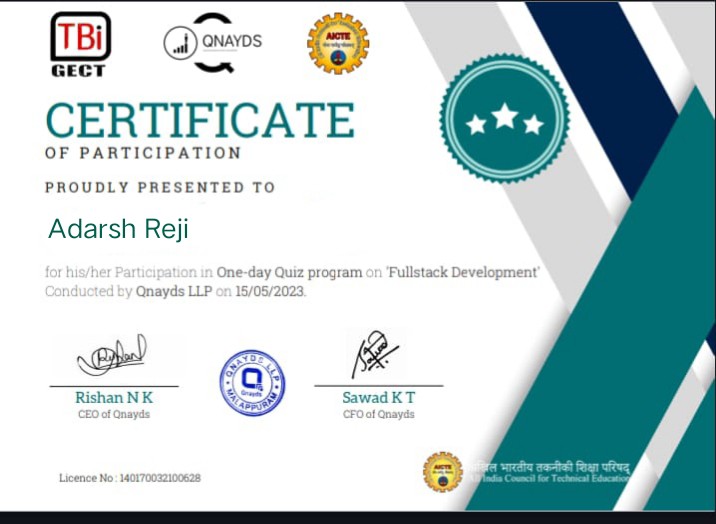 TBi
GECT
QNAYDS
AICTE
CERTIFICATE
OF PARTICIPATION
PROUDLY PRESENTED TO
Adarsh Reji
for his/her Participation in One-day Quiz program on 'Fullstack Development'
Conducted by Qnayds LLP on 15/05/2023.
Rishan N K
CEO of Qnayds
QNAYDS LLP
Qnayds
MALAPPURAM
Sawad K T
CFO of Qnayds
Licence No : 140170032100628
AICTE
अखिल भारतीय तकनीकी शिक्षा परिषद्
All India Council for Technical Education